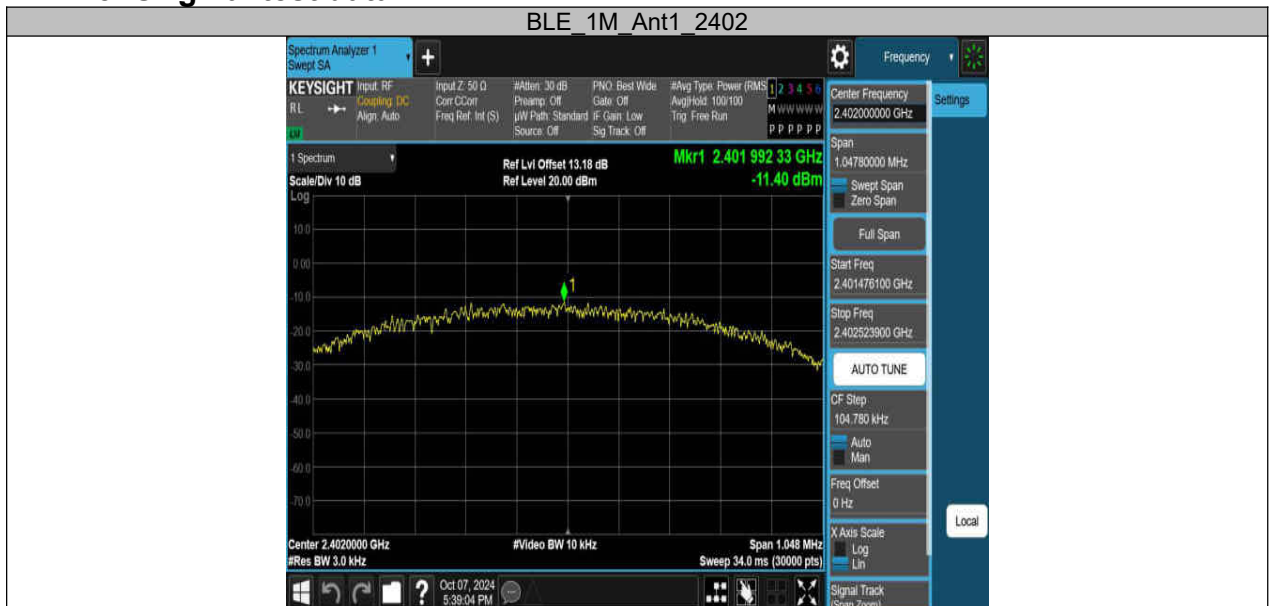 BLE_1M_Ant1_2402
Spectrum Analyzer 1
Swept SA
+
Frequency
KEYSIGHT
RL
Input: RF
Coupling: DC
Align: Auto
Input Z: 50 Ω
Corr CCorr
Freq Ref: Int (S)
#Atten: 30 dB
Preamp: Off
µW Path: Standard
Source: Off
PNO: Best Wide
Gate: Off
IF Gain: Low
Sig Track: Off
#Avg Type: Power (RMS
Avg|Hold: 100/100
Trig: Free Run
1 2 3 4 5 6
M W W W W W
P P P P P P
1 Spectrum
Scale/Div 10 dB
Log
Ref Lvl Offset 13.18 dB
Ref Level 20.00 dBm
Mkr1 2.401 992 33 GHz
-11.40 dBm
10.0
0.00
-10.0
-20.0
-30.0
-40.0
-50.0
-60.0
-70.0
1
Center 2.4020000 GHz
#Res BW 3.0 kHz
#Video BW 10 kHz
Span 1.048 MHz
Sweep 34.0 ms (30000 pts)
Center Frequency
2.402000000 GHz
Settings
Span
1.04780000 MHz
Swept Span
Zero Span
Full Span
Start Freq
2.401476100 GHz
Stop Freq
2.402523900 GHz
AUTO TUNE
CF Step
104.780 kHz
Auto
Man
Freq Offset
0 Hz
X Axis Scale
Log
Lin
Local
Signal Track
(Span Zoom)
?
Oct 07, 2024
5:39:04 PM